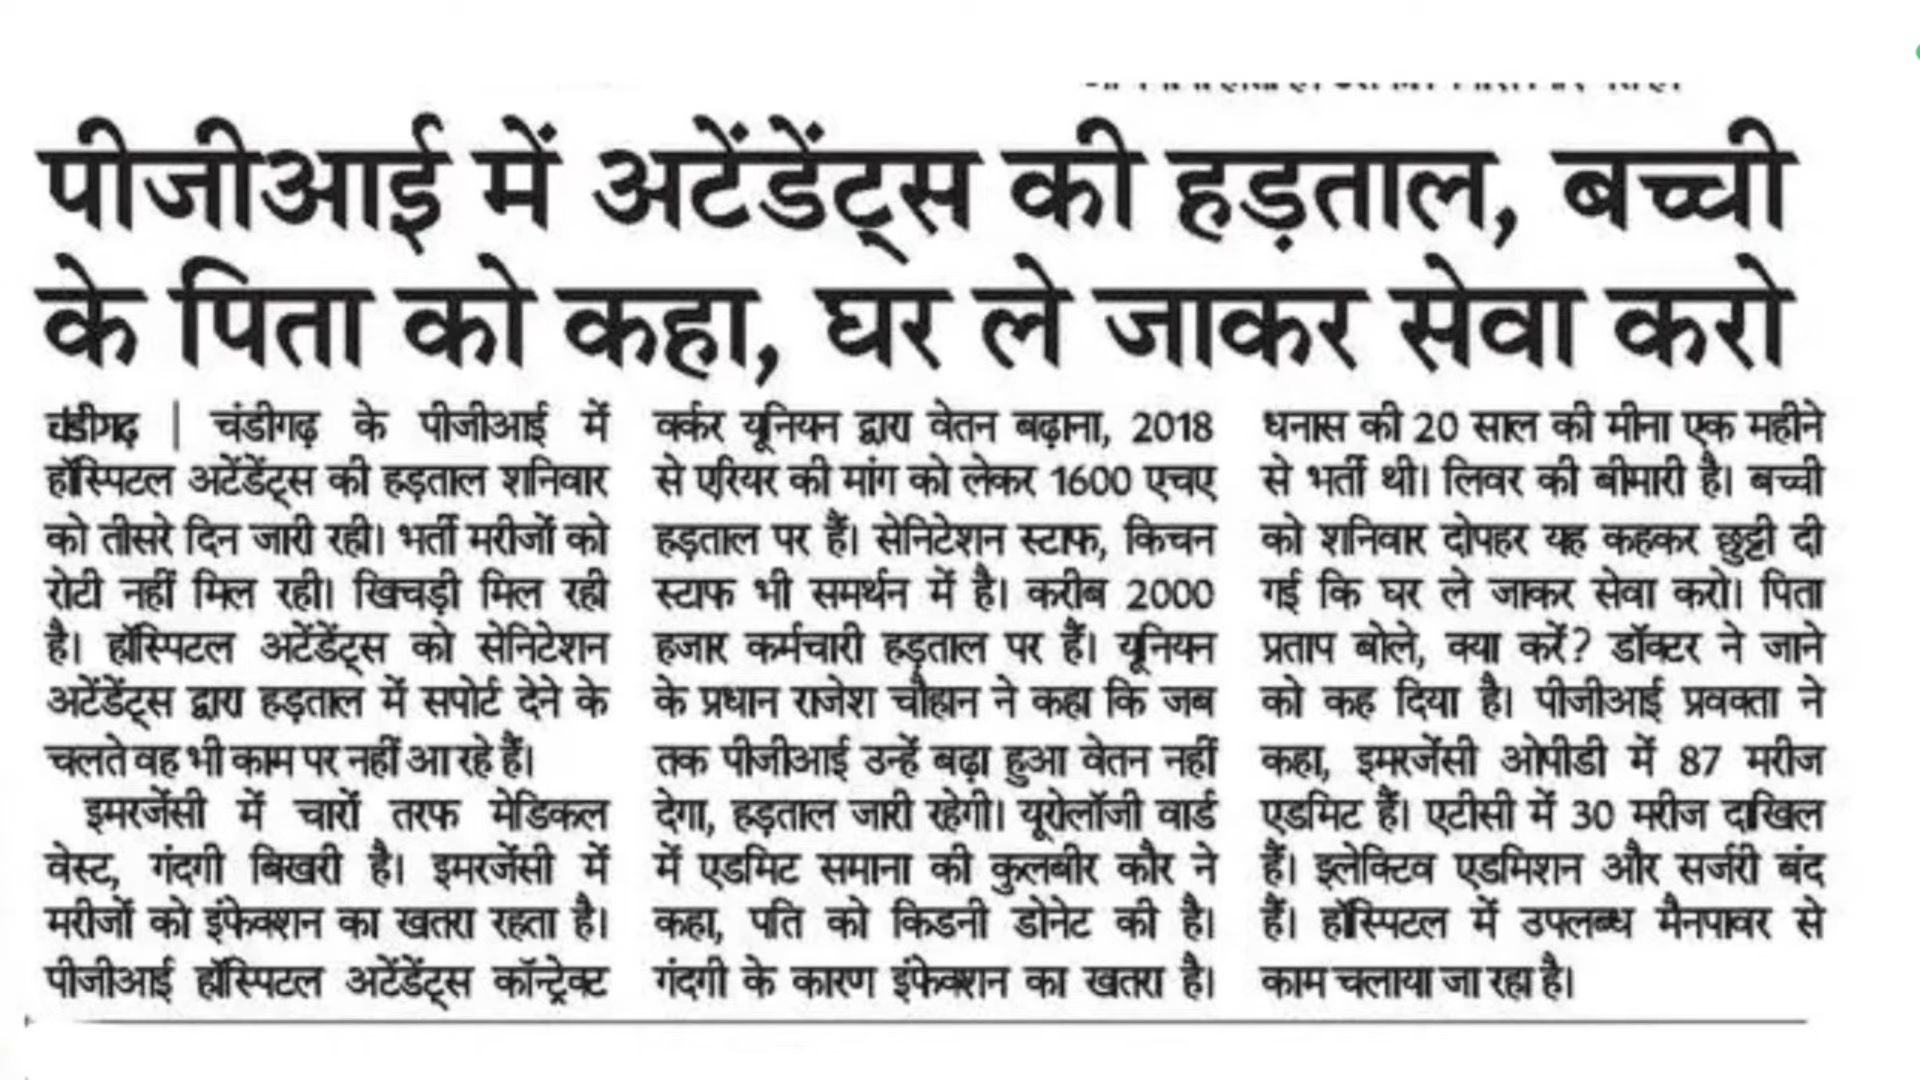 पीजीआई में अटेंडेंट्स की हड़ताल, बच्ची
के पिता को कहा, घर ले जाकर सेवा करो
चंडीगढ़ | चंडीगढ़ के पीजीआई में
हॉस्पिटल अटेंडेंट्स की हड़ताल शनिवार
को तीसरे दिन जारी रही। भर्ती मरीजों को
रोटी नहीं मिल रही। खिचड़ी मिल रही
है। हॉस्पिटल अटेंडेंट्स को सेनिटेशन
अटेंडेंट्स द्वारा हड़ताल में सपोर्ट देने के
चलते वह भी काम पर नहीं आ रहे हैं।
इमरजेंसी में चारों तरफ मेडिकल
वेस्ट, गंदगी बिखरी है। इमरजेंसी में
मरीजों को इंफेक्शन का खतरा रहता है।
पीजीआई हॉस्पिटल अटेंडेंट्स कॉन्ट्रेक्ट
वर्कर यूनियन द्वारा वेतन बढ़ाना, 2018
से एरियर की मांग को लेकर 1600 एचए
हड़ताल पर हैं। सेनिटेशन स्टाफ, किचन
स्टाफ भी समर्थन में है। करीब 2000
हजार कर्मचारी हड़ताल पर हैं। यूनियन
के प्रधान राजेश चौहान ने कहा कि जब
तक पीजीआई उन्हें बढ़ा हुआ वेतन नहीं
देगा, हड़ताल जारी रहेगी। यूरोलॉजी वार्ड
में एडमिट समाना की कुलबीर कौर ने
कहा, पति को किडनी डोनेट की है।
गंदगी के कारण इंफेक्शन का खतरा है।
धनास की 20 साल की मीना एक महीने
से भर्ती थी। लिवर की बीमारी है। बच्ची
को शनिवार दोपहर यह कहकर छुट्टी दी
गई कि घर ले जाकर सेवा करो। पिता
प्रताप बोले, क्या करें? डॉक्टर ने जाने
को कह दिया है। पीजीआई प्रवक्ता ने
कहा, इमरजेंसी ओपीडी में 87 मरीज
एडमिट हैं। एटीसी में 30 मरीज दाखिल
हैं। इलेक्टिव एडमिशन और सर्जरी बंद
हैं। हॉस्पिटल में उपलब्ध मैनपावर से
काम चलाया जा रहा है।